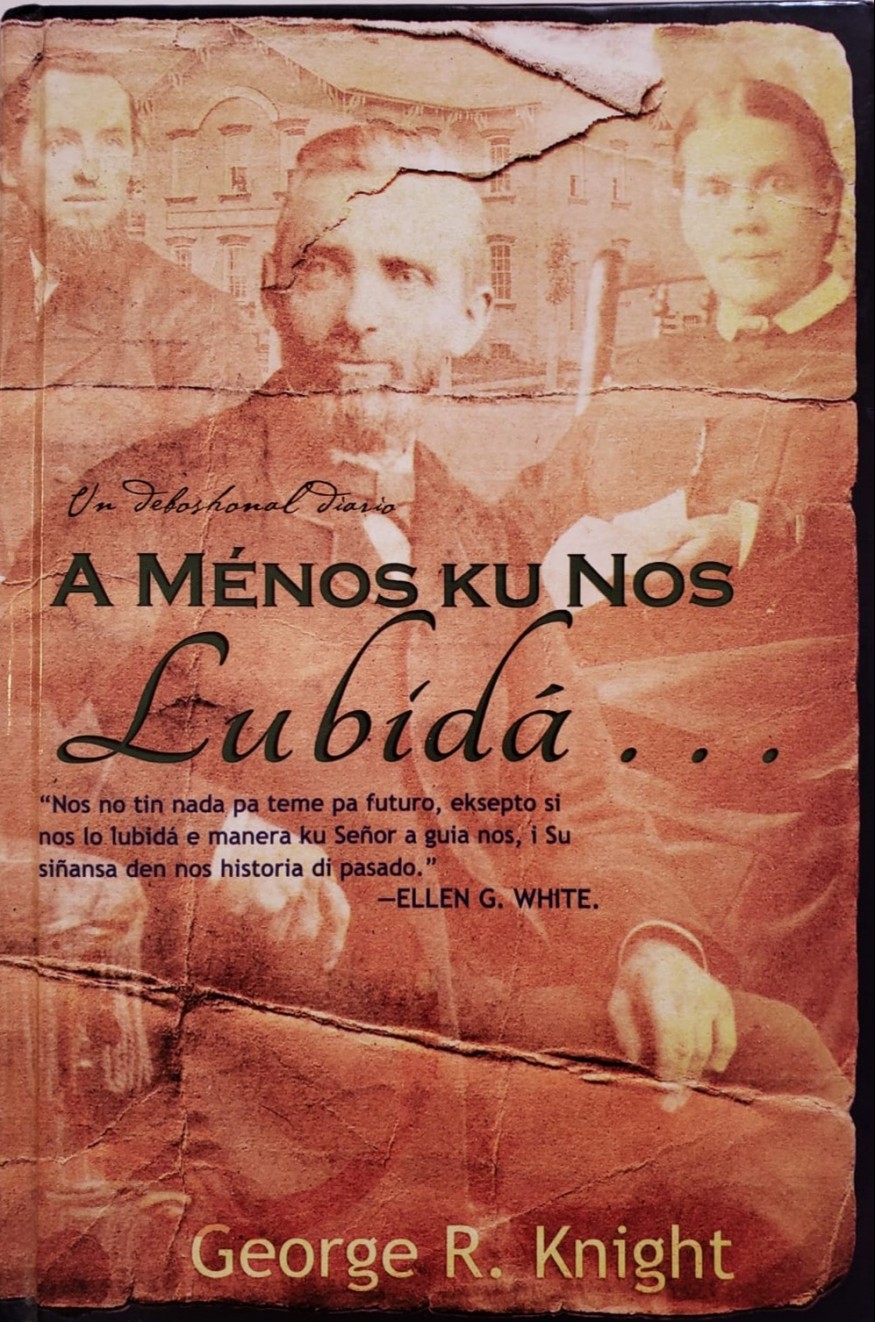 Un deboshonal diario
A MÉNOS KU NOS
Lubidá . . .
“Nos no tin nada pa teme pa futuro, eksepto si
nos lo lubidá e manera ku Señor a guia nos, i Su
siñansa den nos historia di pasado.”
—ELLEN G. WHITE.
George R. Knight